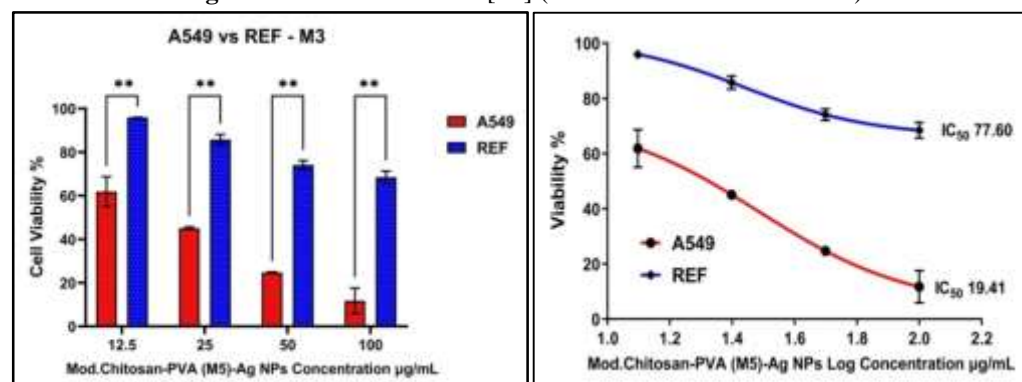 A549 vs REF - M3
** ** ** **
Cell Viability %
100
80
60
40
20
0
12.5 25 50 100
Mod.Chitosan-PVA (M5)-Ag NPs Concentration µg/mL
A549
REF
Viability %
100
80
60
40
20
0
IC50 77.60
A549
REF
IC50 19.41
1.0 1.2 1.4 1.6 1.8 2.0 2.2
Mod.Chitosan-PVA (M5)-Ag NPs Log Concentration µg/mL